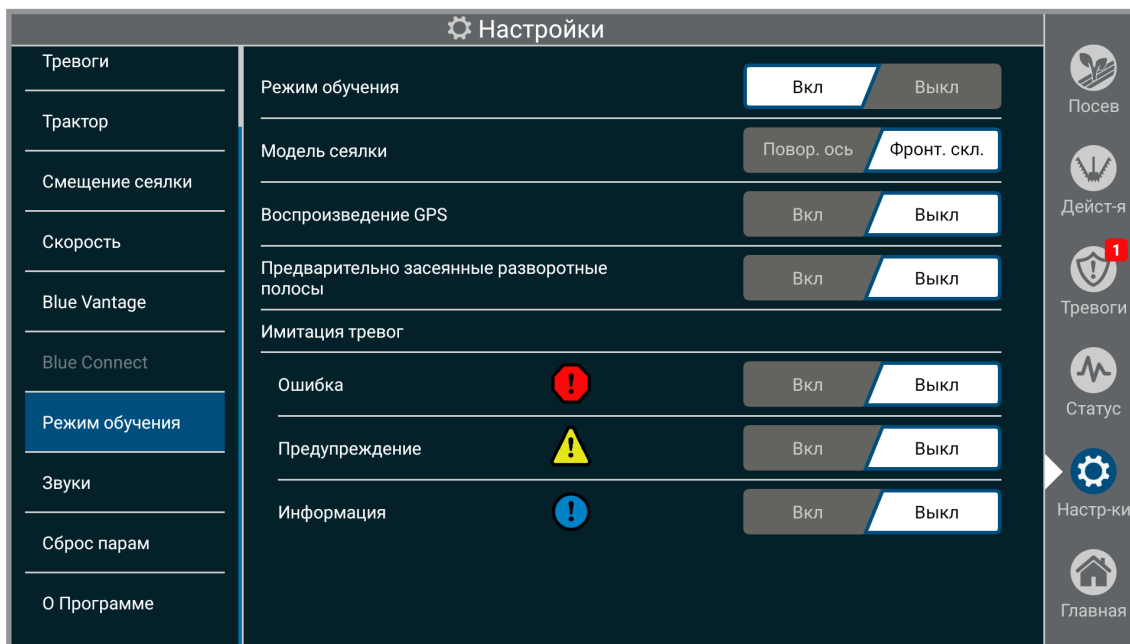 Настройки
Тревоги
Трактор
Смещение сеялки
Скорость
Blue Vantage
Blue Connect
Режим обучения
Звуки
Сброс парам
О Программе
Режим обучения
Вкл Выкл
Модель сеялки
Повор. ось Фронт. скл.
Воспроизведение GPS
Вкл Выкл
Предварительно засеянные разворотные
полосы
Вкл Выкл
Имитация тревог
Ошибка
Вкл Выкл
Предупреждение
Вкл Выкл
Информация
Вкл Выкл
Посев
Дейст-я
1
Тревоги
Статус
Настр-ки
Главная